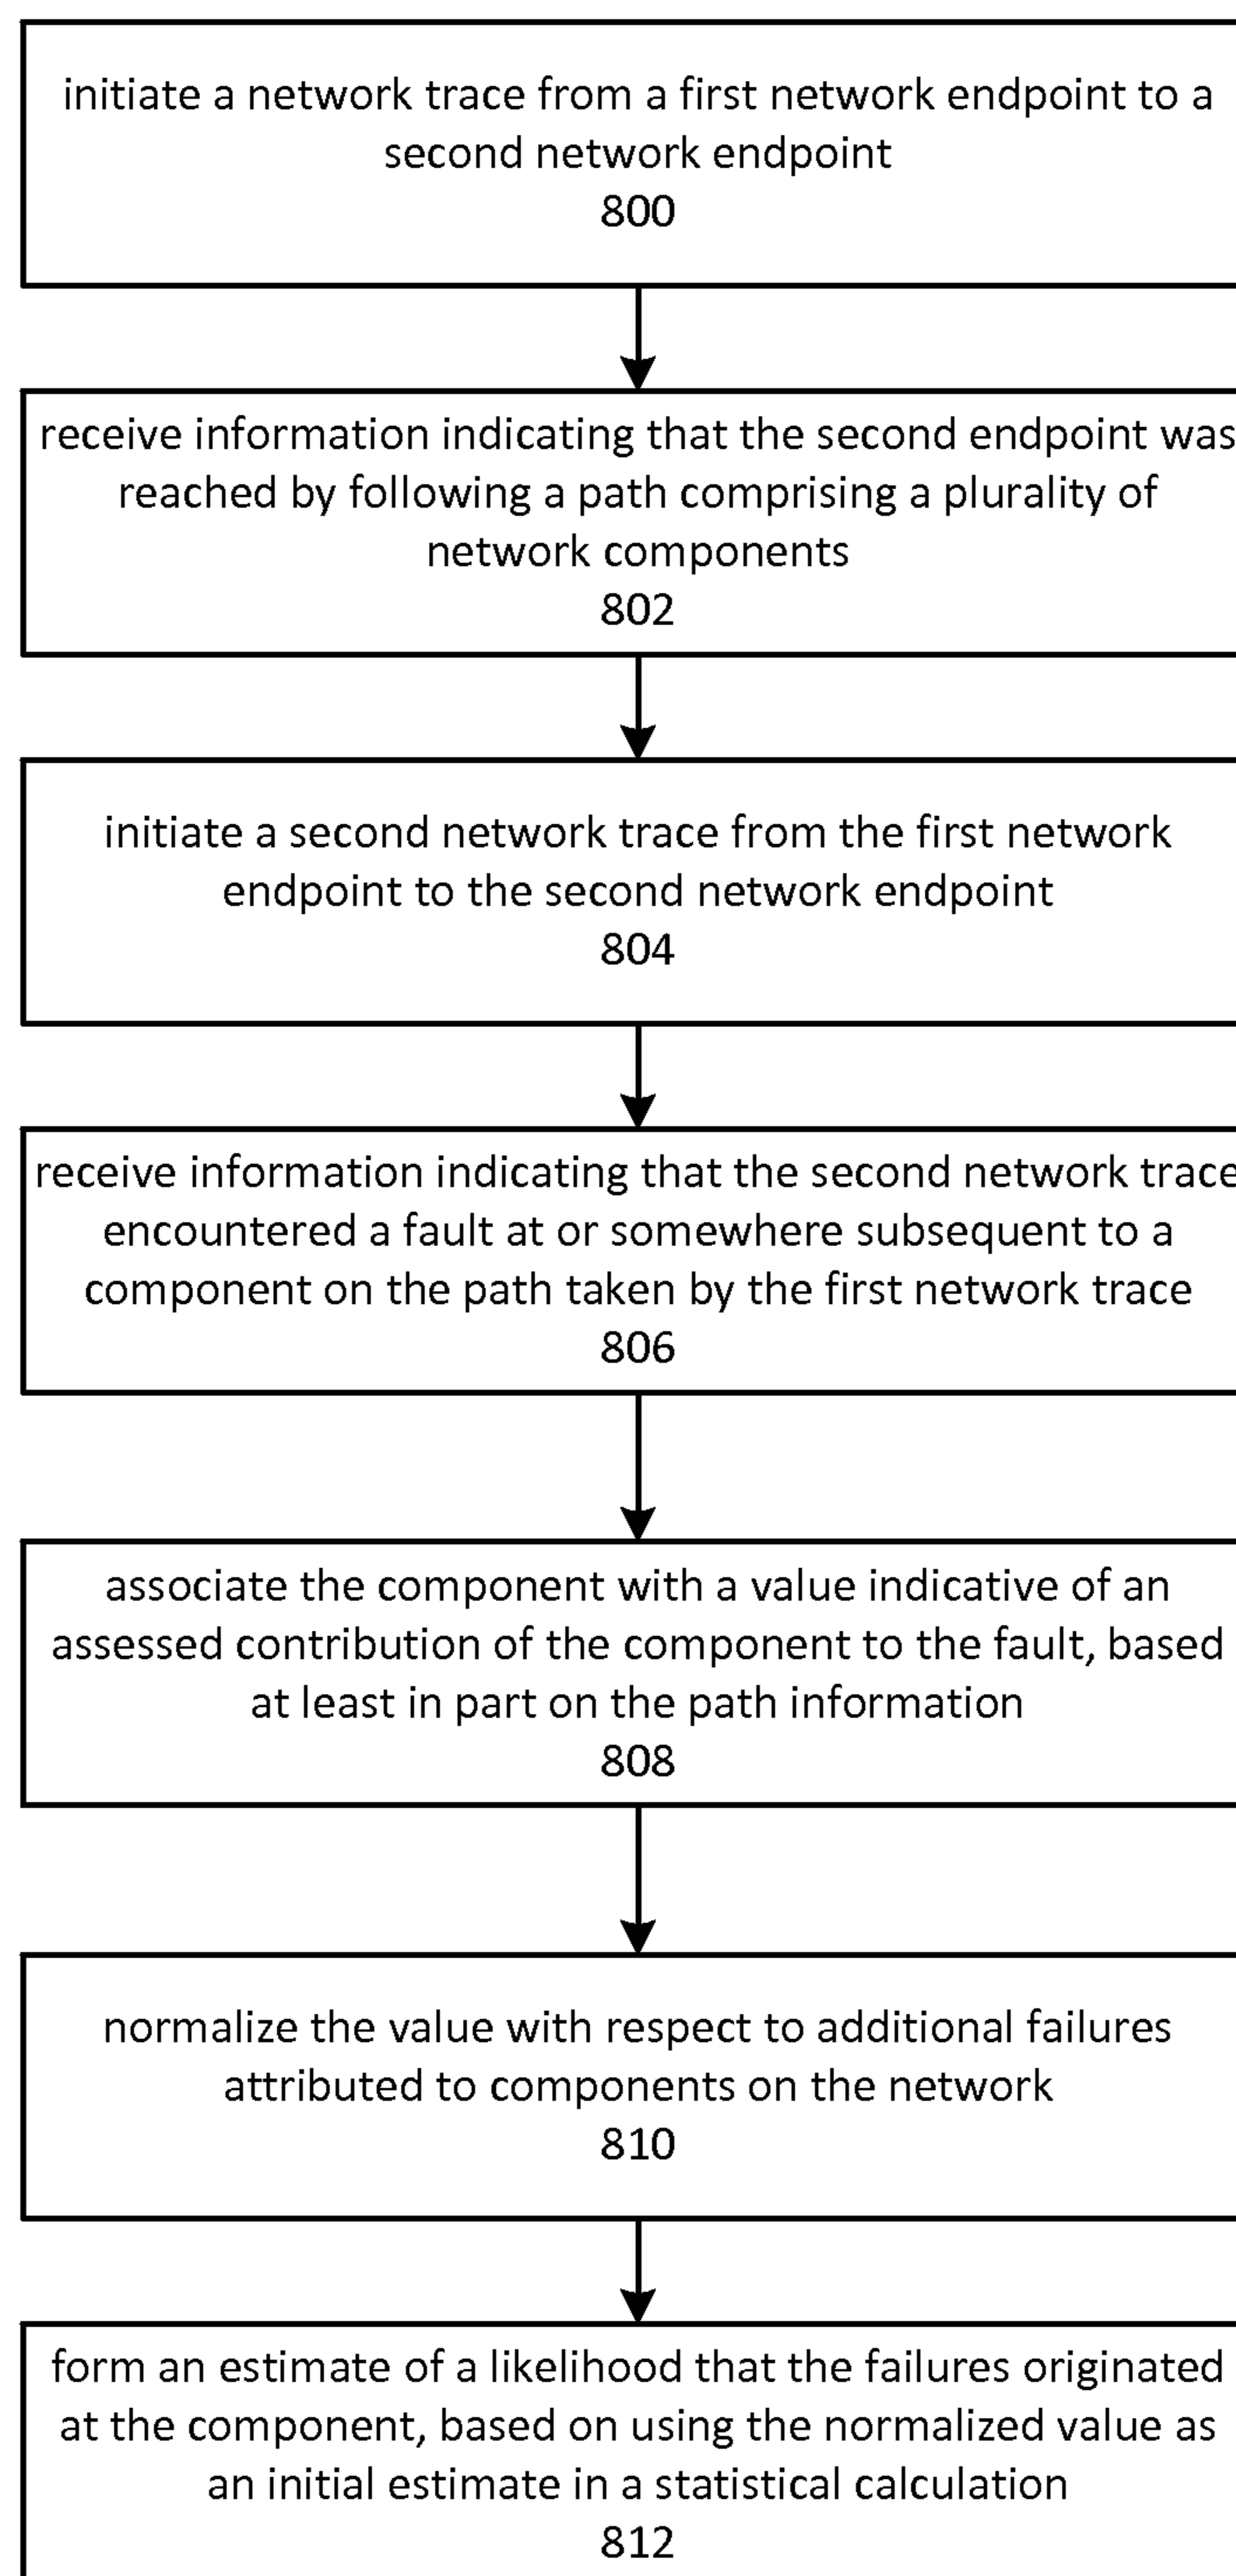 initiate a network trace from a first network endpoint to a
second network endpoint
800
receive information indicating that the second endpoint was
reached by following a path comprising a plurality of
network components
802
initiate a second network trace from the first network
endpoint to the second network endpoint
804
receive information indicating that the second network trace
encountered a fault at or somewhere subsequent to a
component on the path taken by the first network trace
806
associate the component with a value indicative of an
assessed contribution of the component to the fault, based
at least in part on the path information
808
normalize the value with respect to additional failures
attributed to components on the network
810
form an estimate of a likelihood that the failures originated
at the component, based on using the normalized value as
an initial estimate in a statistical calculation
812